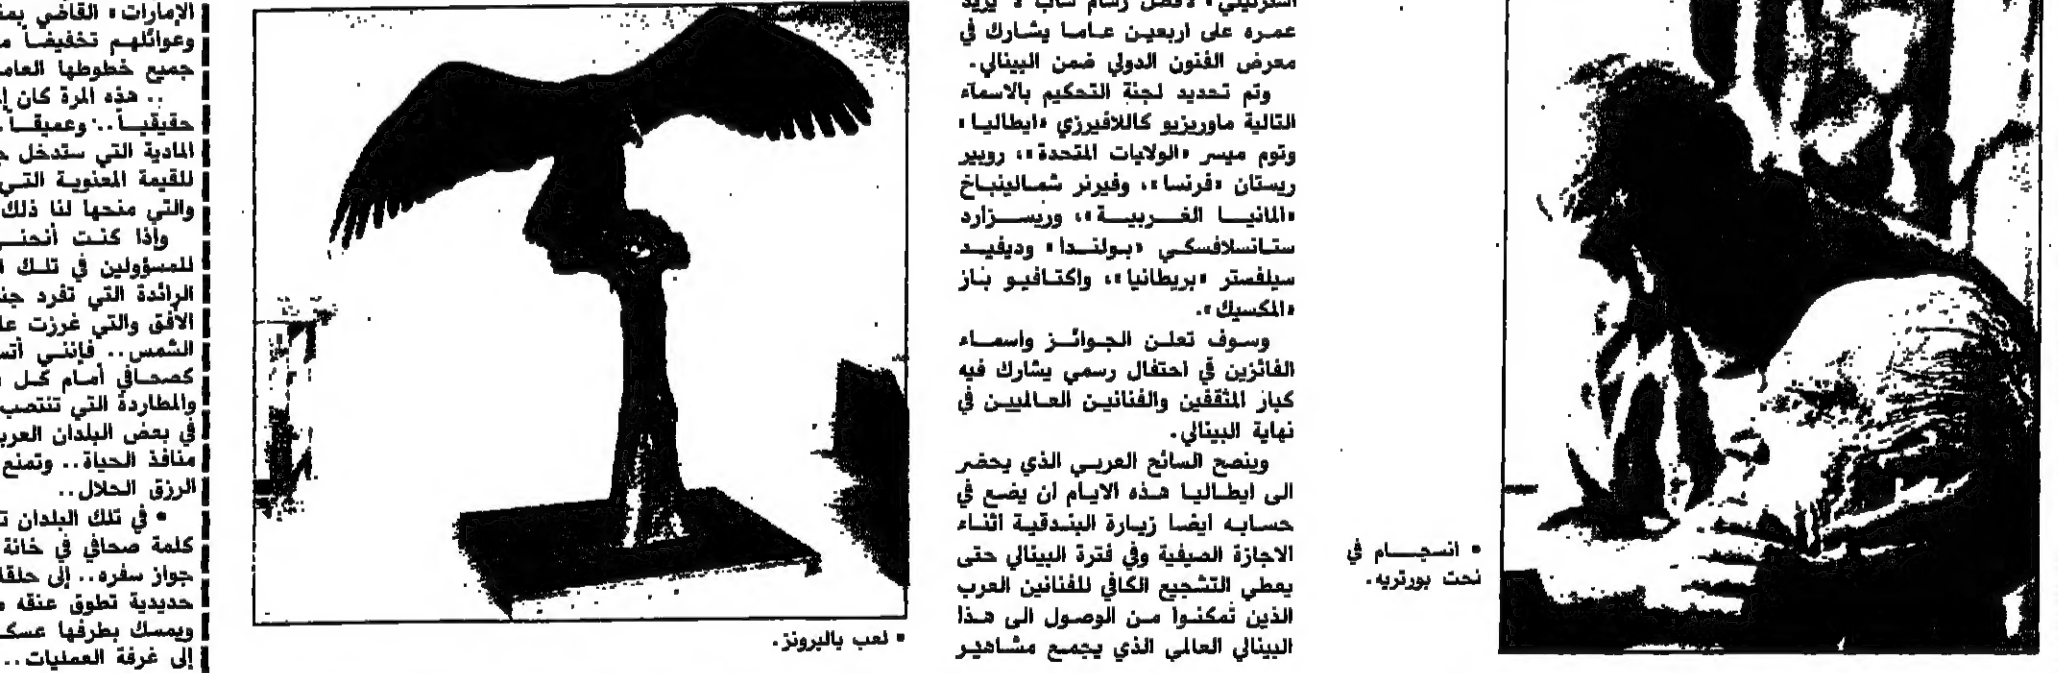 • انسجـــام في
نحت بورتريه.
عمره على اربعين عاما يشارك في
معرض الفنون الدولي ضمن البينالي.
وتم تحديد لجنة التحكيم بالاسماء
التالية ماوريزيو كاللافيرزي «ايطاليا»
وتوم ميسر «الولايات المتحدة»، روبير
ريستان «فرنسا»، وفيرنر شمالينباخ
«المانيا الغربية»، وريسزارد
ستانسلافسكي «بولندا» وديفيد
سيلفستر «بريطانيا»، واكتافيو باز
«المكسيك».
وسوف تعلن الجوائز واسماء
الفائزين في احتفال رسمي يشارك فيه
كبار المثقفين والفنانين العالميين في
نهاية البينالي.
وينصح السائح العربي الذي يحضر
الى ايطاليا هذه الايام ان يضع في
حسابه ايضا زيارة البندقية اثناء
الاجازة الصيفية وفي فترة البينالي حتى
يعطي التشجيع الكافي للفنانين العرب
الذين تمكنوا من الوصول الى هذا
البينالي العالمي الذي يجمع مشاهير
• لعب بالبرونز.
الإمارات» القاضي
وعوائلهم تخفيضا
جميع خطوطها
.. هذه المرة كان
حقيقياً.. وعميقا
المادية التي ستدخل
للقيمة المعنوية التي
والتي منحها لنا ذلك
وإذا كنت
للمسؤولين في تلك
الرائدة التي تفرد
الأفق والتي غرزت
الشمس.. فإنني
كصحافي أمام كل
والمطاردة التي تنتصب
في بعض البلدان
منافذ الحياة.. وتمنع
الرزق الحلال..
• في تلك البلدان
كلمة صحافي في خانة
جواز سفره.. إلى
حديدية تطوق عنقه
ويمسك بطرفها
إلى غرفة العمليات..